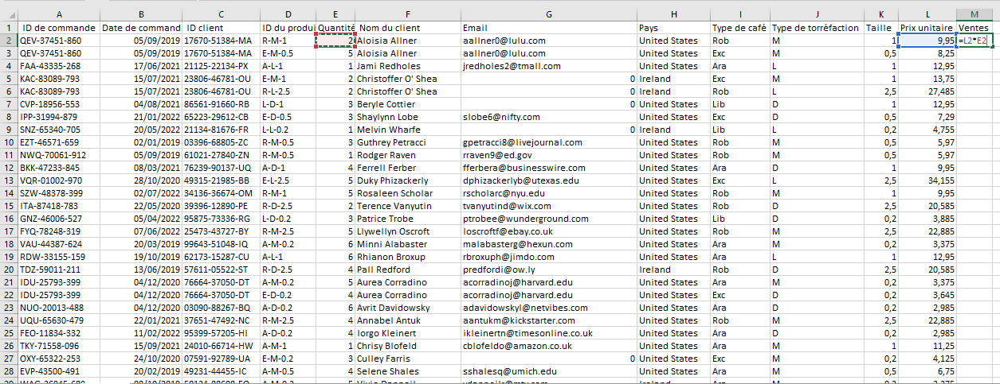 A B C D E F G H I J K L M
1 ID de commande Date de command ID client ID du produi Quantité Nom du client Email Pays Type de café Type de torréfaction Taille Prix unitaire Ventes
2 QEV-37451-860 05/09/2019 17670-51384-MA R-M-1 2 Aloisia Allner aallner0@lulu.com United States Rob M 1 9,95 =L2*E2
3 QEV-37451-860 05/09/2019 17670-51384-MA E-M-0.5 5 Aloisia Allner aallner0@lulu.com United States Exc M 0,5 8,25
4 FAA-43335-268 17/06/2021 21125-22134-PX A-L-1 1 Jami Redholes jredholes2@tmall.com United States Ara L 1 12,95
5 KAC-83089-793 15/07/2021 23806-46781-OU E-M-1 2 Christoffer O' Shea 0 Ireland Exc M 1 13,75
6 KAC-83089-793 15/07/2021 23806-46781-OU R-L-2.5 2 Christoffer O' Shea 0 Ireland Rob L 2,5 27,485
7 CVP-18956-553 04/08/2021 86561-91660-RB L-D-1 3 Beryle Cottier 0 United States Lib D 1 12,95
8 IPP-31994-879 21/01/2022 65223-29612-CB E-D-0.5 3 Shaylynn Lobe slobe6@nifty.com United States Exc D 0,5 7,29
9 SNZ-65340-705 20/05/2022 21134-81676-FR L-L-0.2 1 Melvin Wharfe 0 Ireland Lib L 0,2 4,755
10 EZT-46571-659 02/01/2019 03396-68805-ZC R-M-0.5 3 Guthrey Petracci gpetracci8@livejournal.com United States Rob M 0,5 5,97
11 NWQ-70061-912 05/09/2019 61021-27840-ZN R-M-0.5 1 Rodger Raven rraven9@ed.gov United States Rob M 0,5 5,97
12 BKK-47233-845 08/03/2021 76239-90137-UQ A-D-1 4 Ferrell Ferber fferbera@businesswire.com United States Ara D 1 9,95
13 VQR-01002-970 28/10/2020 49315-21985-BB E-L-2.5 5 Duky Phizackerly dphizackerlyb@utexas.edu United States Exc L 2,5 34,155
14 SZW-48378-399 02/07/2022 34136-36674-OM R-M-1 5 Rosaleen Scholar rscholarc@nyu.edu United States Rob M 1 9,95
15 ITA-87418-783 22/05/2020 39396-12890-PE R-D-2.5 2 Terence Vanyutin tvanyutind@wix.com United States Rob D 2,5 20,585
16 GNZ-46006-527 05/04/2022 95875-73336-RG L-D-0.2 3 Patrice Trobe ptrobee@wunderground.com United States Lib D 0,2 3,885
17 FYQ-78248-319 07/06/2022 25473-43727-BY R-M-2.5 5 Llywellyn Oscroft loscroftf@ebay.co.uk United States Rob M 2,5 22,885
18 VAU-44387-624 20/03/2019 99643-51048-IQ A-M-0.2 6 Minni Alabaster malabasterg@hexun.com United States Ara M 0,2 3,375
19 RDW-33155-159 19/10/2019 62173-15287-CU A-L-1 6 Rhianon Broxup rbroxuph@jimdo.com United States Ara L 1 12,95
20 TDZ-59011-211 13/06/2019 57611-05522-ST R-D-2.5 4 Pall Redford predfordi@ow.ly Ireland Rob D 2,5 20,585
21 IDU-25793-399 04/12/2020 76664-37050-DT A-M-0.2 5 Aurea Corradino acorradinoj@harvard.edu United States Ara M 0,2 3,375
22 IDU-25793-399 04/12/2020 76664-37050-DT E-D-0.2 4 Aurea Corradino acorradinoj@harvard.edu United States Exc D 0,2 3,645
23 NUO-20013-488 04/12/2020 03090-88267-BQ A-D-0.2 6 Avrit Davidowsky adavidowskyl@netvibes.com United States Ara D 0,2 2,985
24 UQU-65630-479 22/01/2021 37651-47492-NC R-M-2.5 4 Annabel Antuk aantukm@kickstarter.com United States Rob M 2,5 22,885
25 FEO-11834-332 11/02/2022 95399-57205-HI A-D-0.2 4 Iorgo Kleinert ikleinertn@timesonline.co.uk United States Ara D 0,2 2,985
26 TKY-71558-096 15/09/2021 24010-66714-HW A-M-1 1 Chrisy Blofeld cblofeldo@amazon.co.uk United States Ara M 1 11,25
27 OXY-65322-253 24/10/2020 07591-92789-UA E-M-0.2 3 Culley Farris 0 United States Exc M 0,2 4,125
28 EVP-43500-491 20/02/2019 49231-44455-IC A-M-0.5 4 Selene Shales sshalesq@umich.edu United States Ara M 0,5 6,75